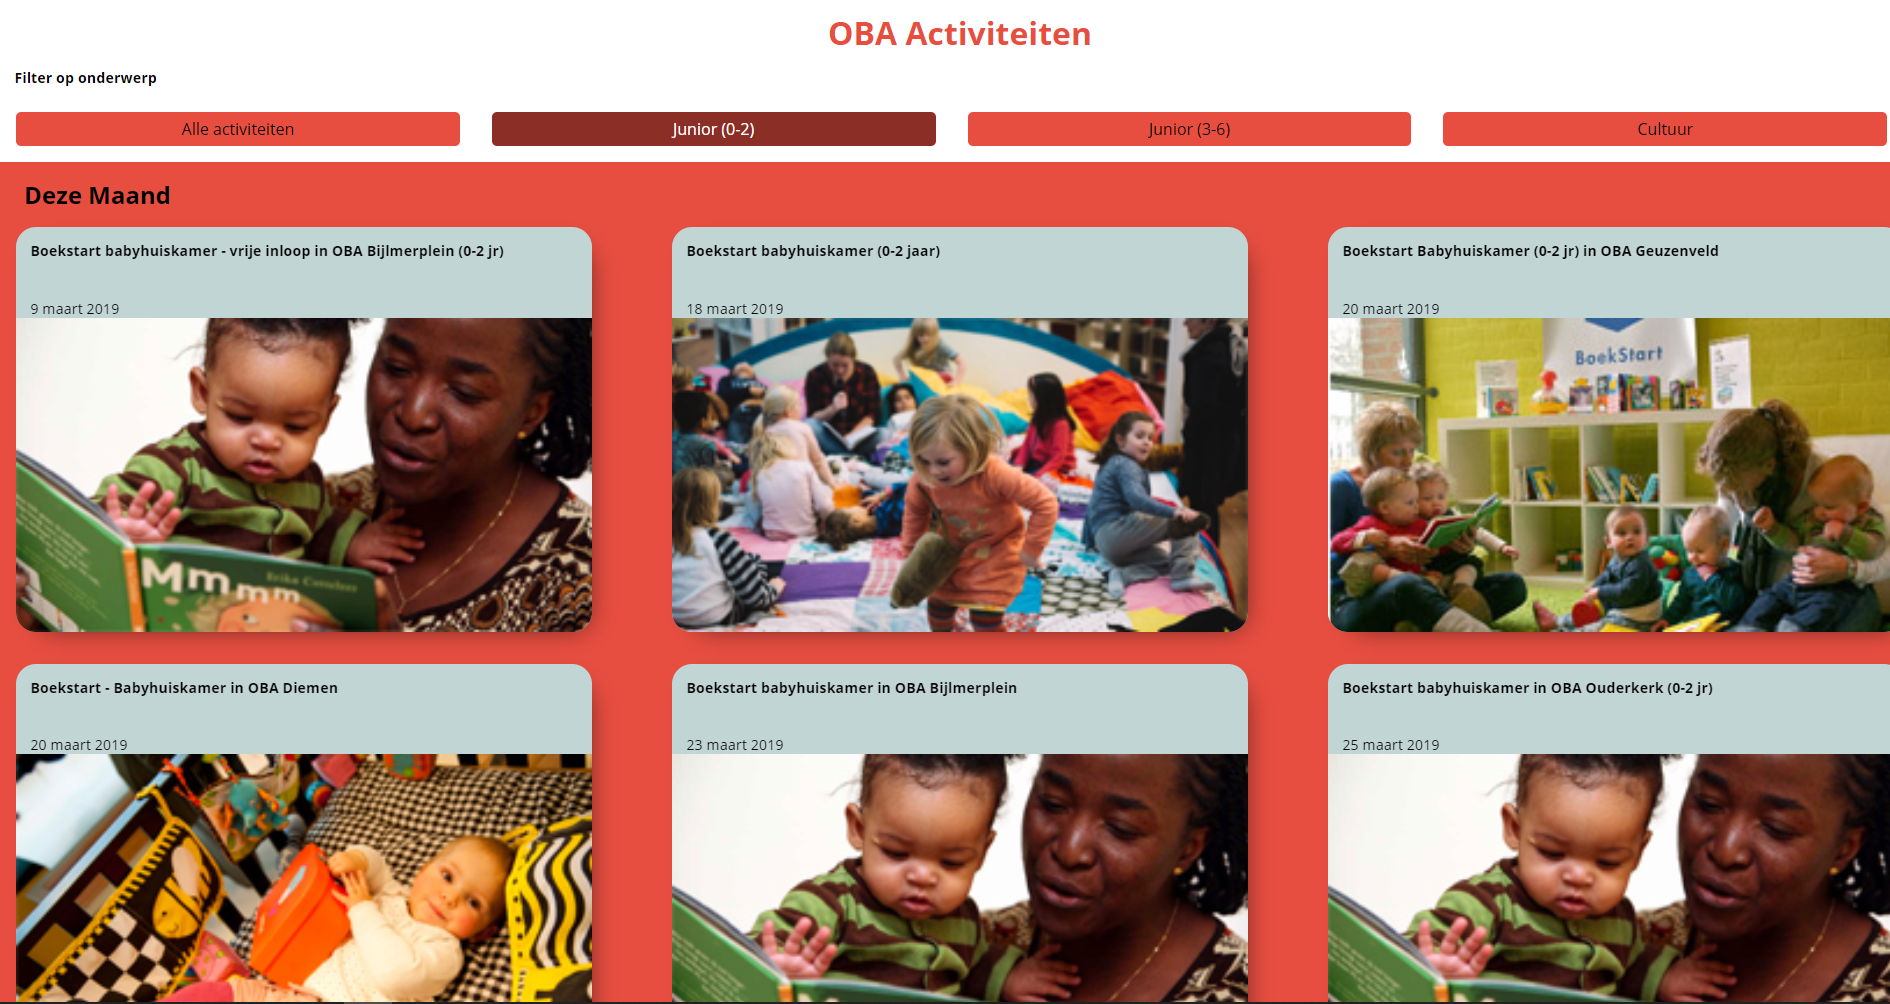 OBA Activiteiten
Filter op onderwerp
Alle activiteiten
Junior (0-2)
Junior (3-6)
Cultuur
Deze Maand
Boekstart babyhuiskamer - vrije inloop in OBA Bijlmerplein (0-2 jr)
9 maart 2019
Mmmmm
Boekstart babyhuiskamer (0-2 jaar)
18 maart 2019
Boekstart Babyhuiskamer (0-2 jr) in OBA Geuzenveld
20 maart 2019
BoekStart
Boekstart - Babyhuiskamer in OBA Diemen
20 maart 2019
Boekstart babyhuiskamer in OBA Bijlmerplein
23 maart 2019
Boekstart babyhuiskamer in OBA Ouderkerk (0-2 jr)
25 maart 2019